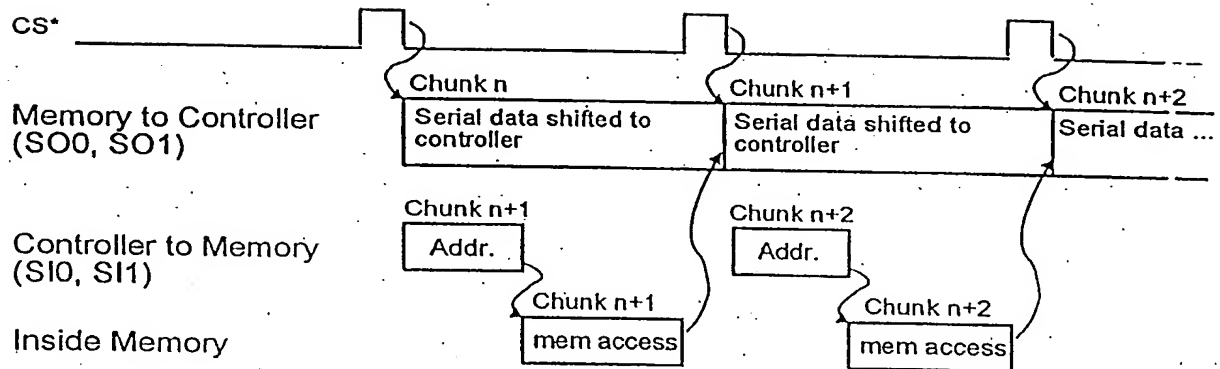 CS*
Chunk n
Chunk n+1
Chunk n+2
Memory to Controller
(SO0, SO1)
Serial data shifted to
controller
Serial data shifted to
controller
Serial data ...
Chunk n+1
Chunk n+2
Controller to Memory
(SI0, SI1)
Addr.
Addr.
Chunk n+1
Chunk n+2
Inside Memory
mem access
mem access